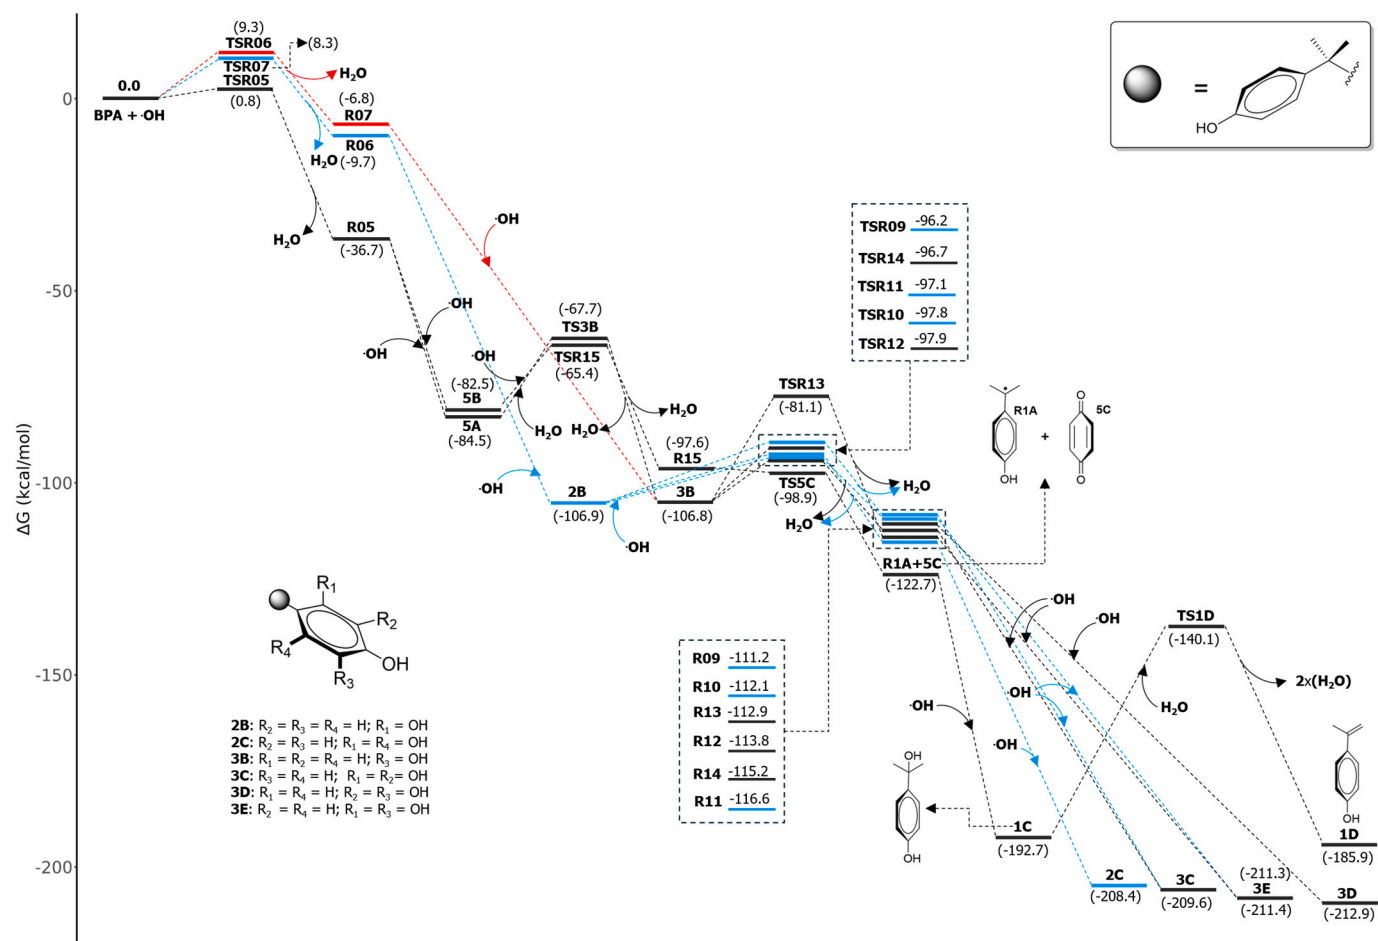 (9.3)
TSR06
(8.3)
TSR07
TSR05
(0.8)
0.0
BPA + ·OH
H₂O
(-6.8)
R07
R06
(-9.7)
H₂O
HO
=
0
ΔG (kcal/mol)
-50
-100
-150
-200
H₂O
R05
(-36.7)
·OH
·OH
·OH
TSR09 -96.2
TSR14 -96.7
TSR11 -97.1
TSR10 -97.8
TSR12 -97.9
(-67.7)
TS3B
TSR15
(-65.4)
·OH
(-82.5)
5B
5A
(-84.5)
H₂O
H₂O
H₂O
TSR13
(-81.1)
R1A
OH
+
5C
O
O
(-97.6)
R15
3B
(-106.8)
2B
(-106.9)
·OH
·OH
TS5C
(-98.9)
H₂O
H₂O
R1A+5C
(-122.7)
R₁
R₂
R₄
OH
R₃
2B: R₂ = R₃ = R₄ = H; R₁ = OH
2C: R₂ = R₃ = H; R₁ = R₄ = OH
3B: R₁ = R₂ = R₄ = H; R₃ = OH
3C: R₃ = R₄ = H; R₁ = R₂= OH
3D: R₁ = R₄ = H; R₂ = R₃ = OH
3E: R₂ = R₄ = H; R₁ = R₃ = OH
R09 -111.2
R10 -112.1
R13 -112.9
R12 -113.8
R14 -115.2
R11 -116.6
·OH
·OH
TS1D
(-140.1)
2x(H₂O)
H₂O
·OH
·OH
·OH
OH
OH
1C
(-192.7)
OH
1D
(-185.9)
2C
(-208.4)
3C
(-209.6)
(-211.3)
3E
(-211.4)
3D
(-212.9)